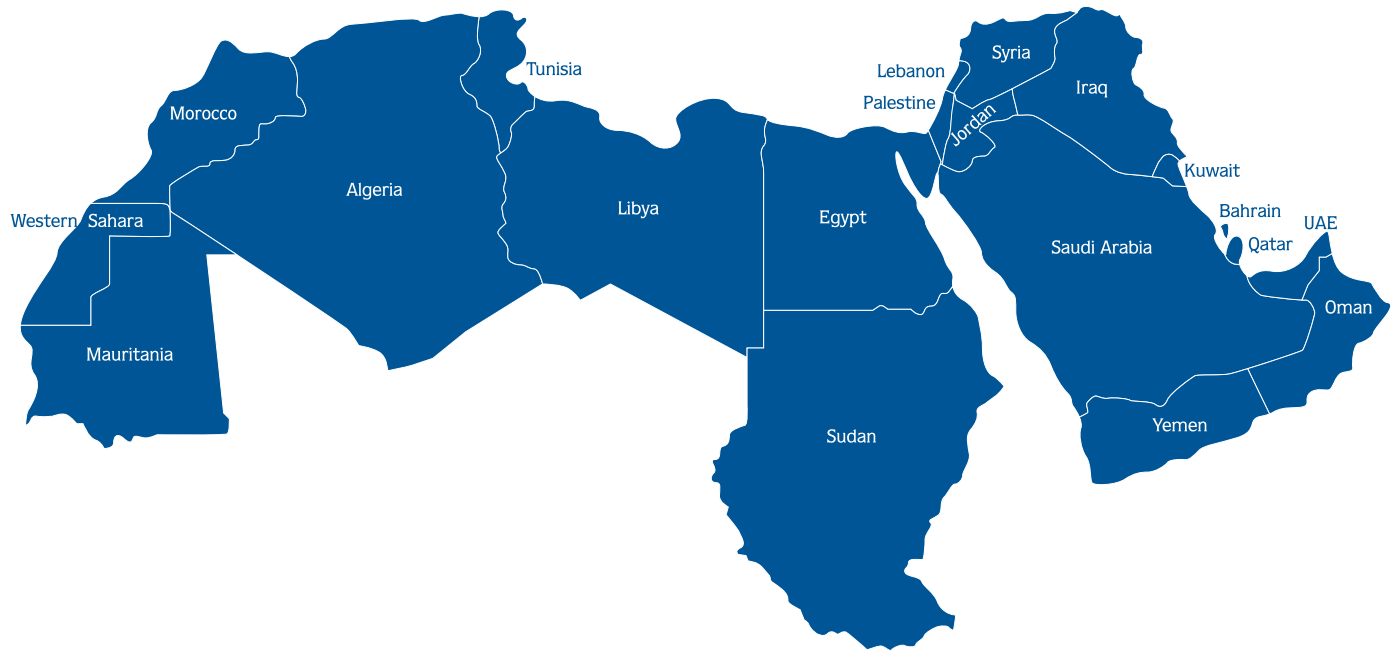 Syria
Tunisia
Lebanon
Iraq
Palestine
Morocco
Jordan
Kuwait
Algeria
Libya
Egypt
Bahrain
UAE
Western Sahara
Qatar
Saudi Arabia
Oman
Mauritania
Yemen
Sudan